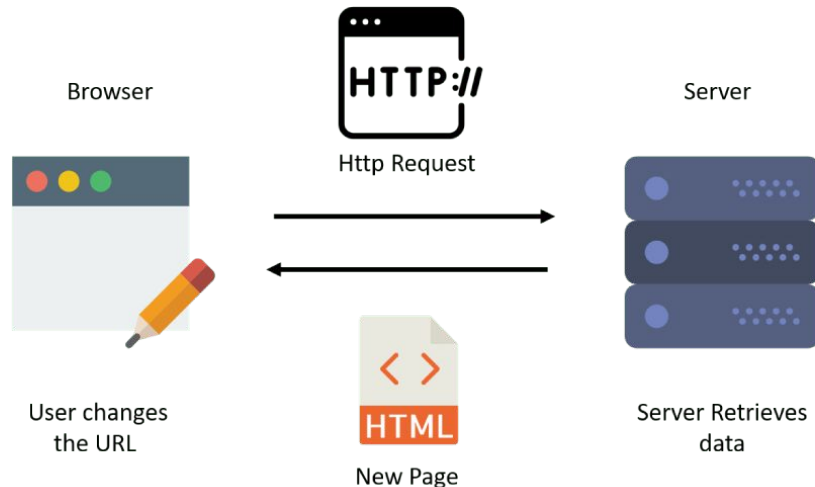 HTTP://
Browser
Server
Http Request
HTML
User changes
the URL
Server Retrieves
data
New Page